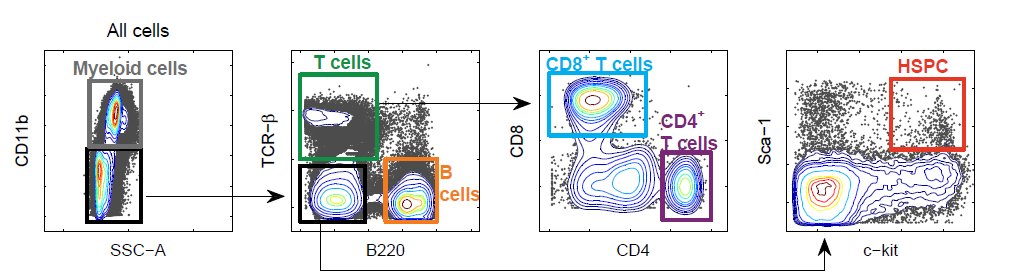 All cells
Myeloid cells
CD11b
SSC−A
T cells
TCR−β
B
cells
B220
CD8⁺ T cells
CD4⁺
T cells
CD8
CD4
HSPC
Sca−1
c−kit